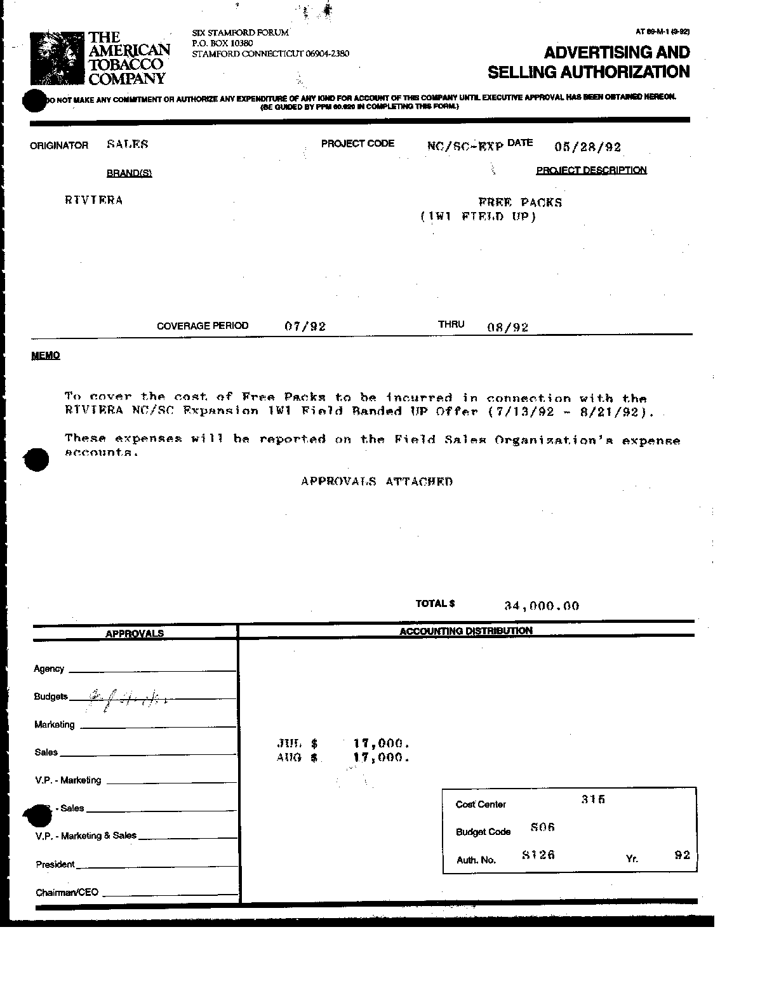 THE
AMERICAN
TOBACCO
COMPANY
SIX STAMFORD FORUM
P.O. BOX 10380
STAMFORD CONNECTICUT 06904-2380
AT 89-M-1 (9-92)
ADVERTISING AND
SELLING AUTHORIZATION
DO NOT MAKE ANY COMMITMENT OR AUTHORIZE ANY EXPENDITURE OF ANY KIND FOR ACCOUNT OF THIS COMPANY UNTIL EXECUTIVE APPROVAL HAS BEEN OBTAINED HEREON.
(BE GUIDED BY PPM IN COMPLETING THIS FORM.)
ORIGINATOR SALES PROJECT CODE NC/SC-EXP DATE 05/28/92
BRAND(S) PROJECT DESCRIPTION
RIVIERA FREE PACKS
(1W1 FIELD UP)
COVERAGE PERIOD 07/92 THRU 08/92
MEMO
To cover the cost of Free Packs to be incurred in connection with the
RIVIERA NC/SC Expansion 1W1 Field Banded UP Offer (7/13/92 - 8/21/92).
These expenses will be reported on the Field Sales Organization's expense
accounts.
APPROVALS ATTACHED
TOTAL $ 34,000.00
APPROVALS ACCOUNTING DISTRIBUTION
Agency
Budgets
Marketing
JUL $ 17,000.
Sales
AUG $ 17,000.
V.P. - Marketing
- Sales
V.P. - Marketing & Sales
President
Chairman/CEO
Cost Center 315
Budget Code S06
Auth. No. S126 Yr. 92